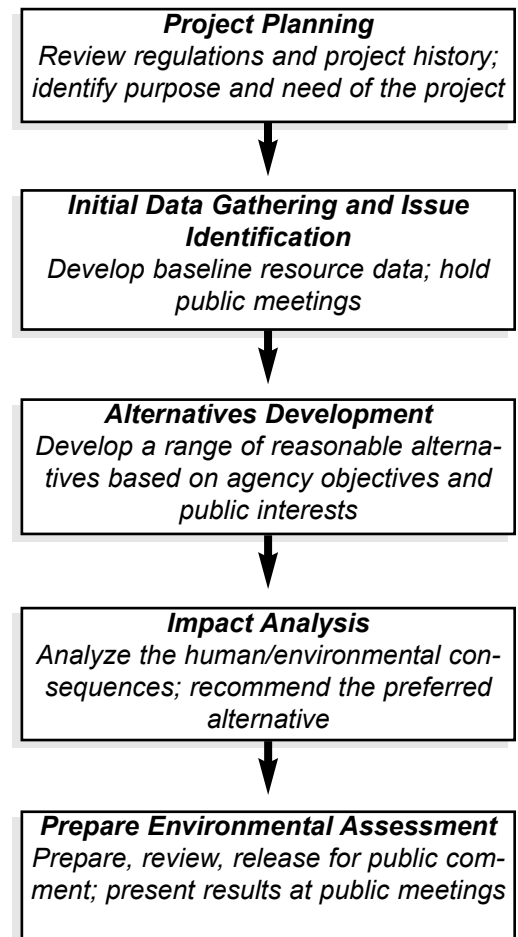 Project Planning
Review regulations and project history;
identify purpose and need of the project
Initial Data Gathering and Issue
Identification
Develop baseline resource data; hold
public meetings
Alternatives Development
Develop a range of reasonable alterna-
tives based on agency objectives and
public interests
Impact Analysis
Analyze the human/environmental con-
sequences; recommend the preferred
alternative
Prepare Environmental Assessment
Prepare, review, release for public com-
ment; present results at public meetings